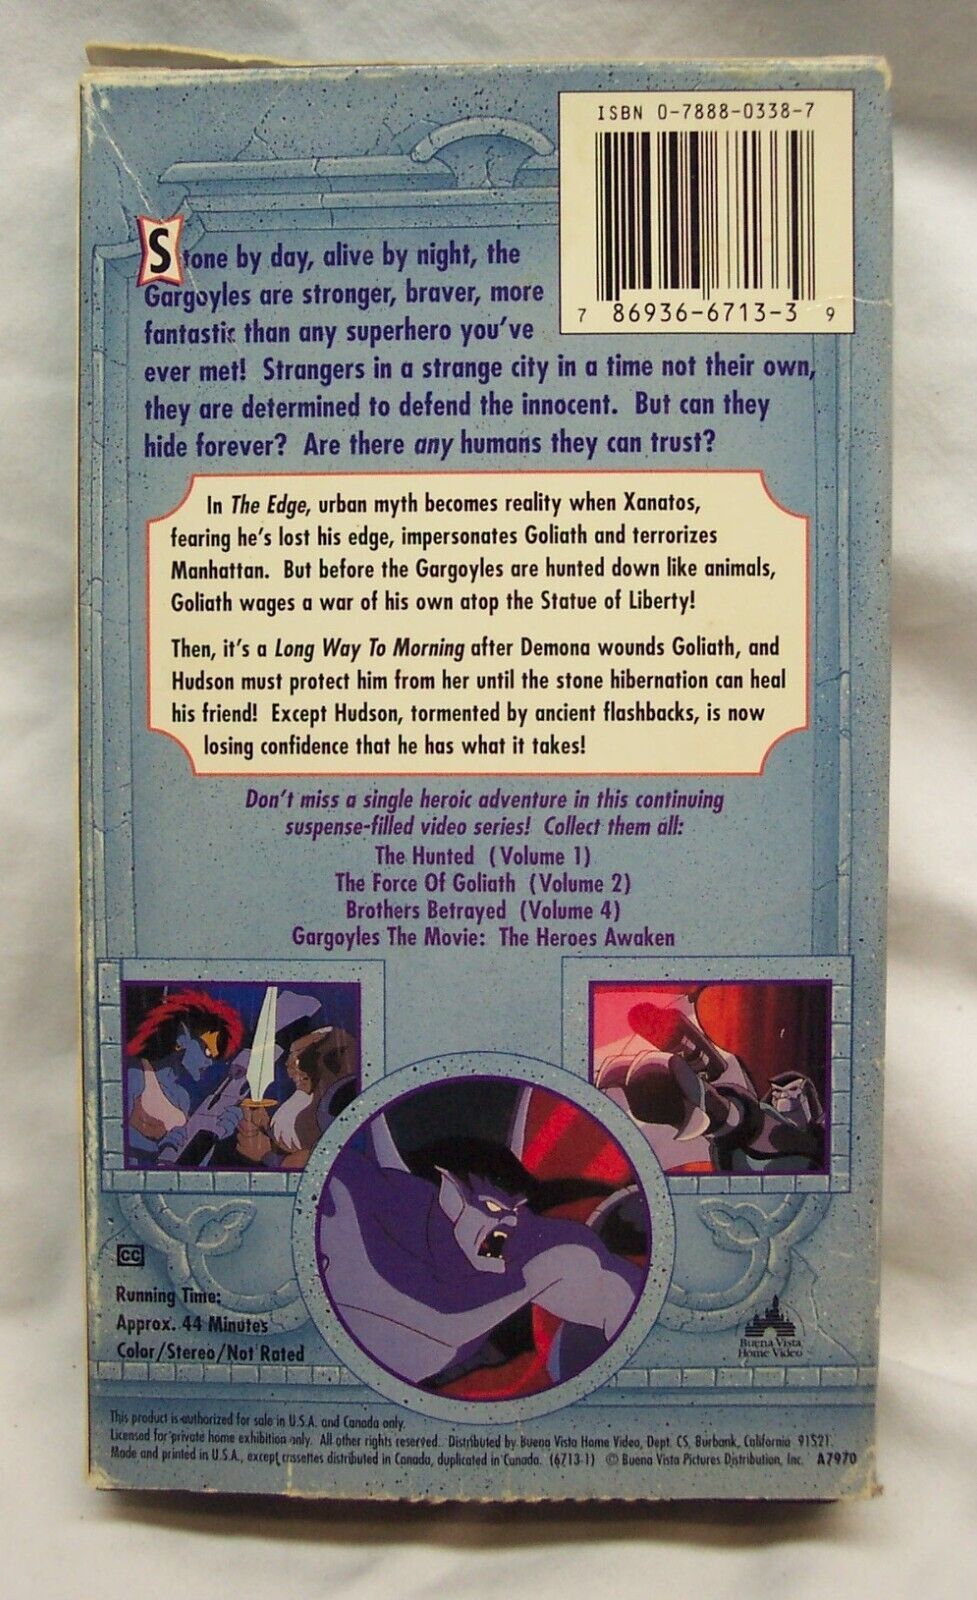 ISBN 0-7888-0338-7
7 86936-6713-3 9
Stone by day, alive by night, the
Gargoyles are stronger, braver, more
fantastic than any superhero you've
ever met! Strangers in a strange city in a time not their own,
they are determined to defend the innocent. But can they
hide forever? Are there any humans they can trust?
In The Edge, urban myth becomes reality when Xanatos,
fearing he's lost his edge, impersonates Goliath and terrorizes
Manhattan. But before the Gargoyles are hunted down like animals,
Goliath wages a war of his own atop the Statue of Liberty!
Then, it's a Long Way To Morning after Demona wounds Goliath, and
Hudson must protect him from her until the stone hibernation can heal
his friend! Except Hudson, tormented by ancient flashbacks, is now
losing confidence that he has what it takes!
Don't miss a single heroic adventure in this continuing
suspense-filled video series! Collect them all:
The Hunted (Volume 1)
The Force Of Goliath (Volume 2)
Brothers Betrayed (Volume 4)
Gargoyles The Movie: The Heroes Awaken
CC
Running Time:
Approx. 44 Minutes
Color/Stereo/Not Rated
Buena Vista
Home Video
This product is authorized for sale in U.S.A. and Canada only.
Licensed for private home exhibition only. All other rights reserved. Distributed by Buena Vista Home Video, Dept. CS, Burbank, California 91521.
Made and printed in U.S.A., except cassettes distributed in Canada, duplicated in Canada. (6713-1) © Buena Vista Pictures Distribution, Inc. A7970